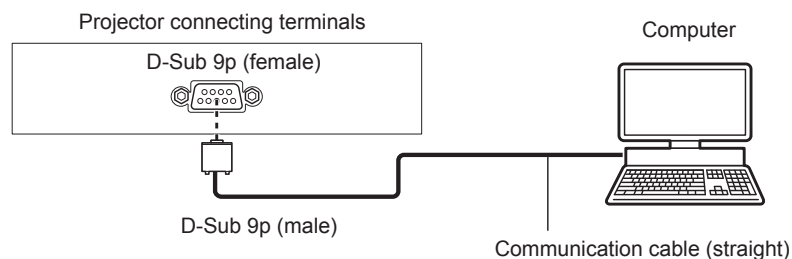 Projector connecting terminals
Computer
D-Sub 9p (female)
D-Sub 9p (male)
Communication cable (straight)